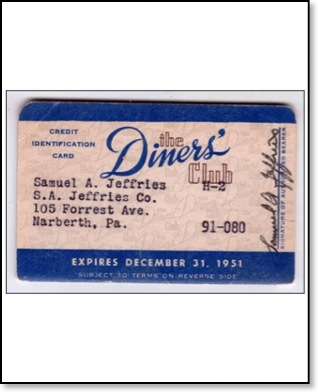 CREDIT
IDENTIFICATION
CARD
the
Diners'
Club
H-2
Samuel A. Jeffries
S.A. Jeffries Co.
105 Forrest Ave.
Narberth, Pa.
91-080
EXPIRES DECEMBER 31, 1951
SUBJECT TO TERMS ON REVERSE SIDE
Samuel A Jeffries
SIGNATURE OF AUTHORIZED BEARER